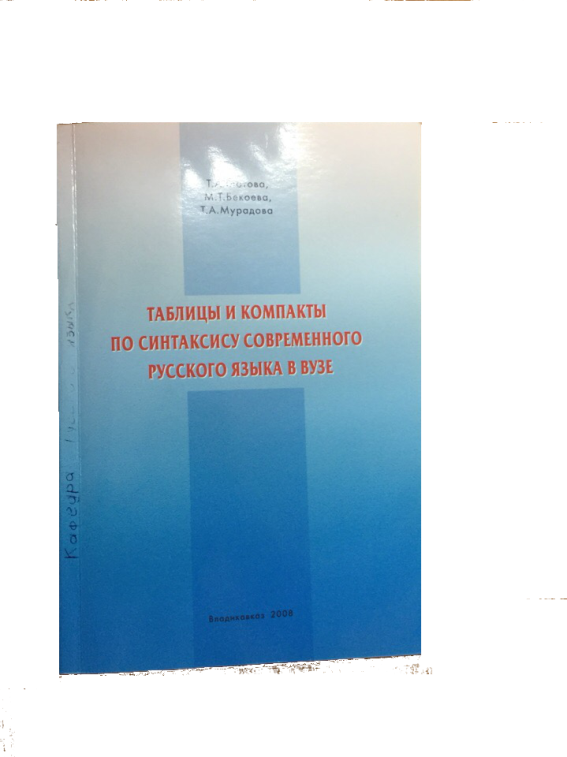 М.Т.Бекоева,
Т.А.Мурадова
ТАБЛИЦЫ И КОМПАКТЫ
ПО СИНТАКСИСУ СОВРЕМЕННОГО
РУССКОГО ЯЗЫКА В ВУЗЕ
Владикавказ 2008
Кафедра